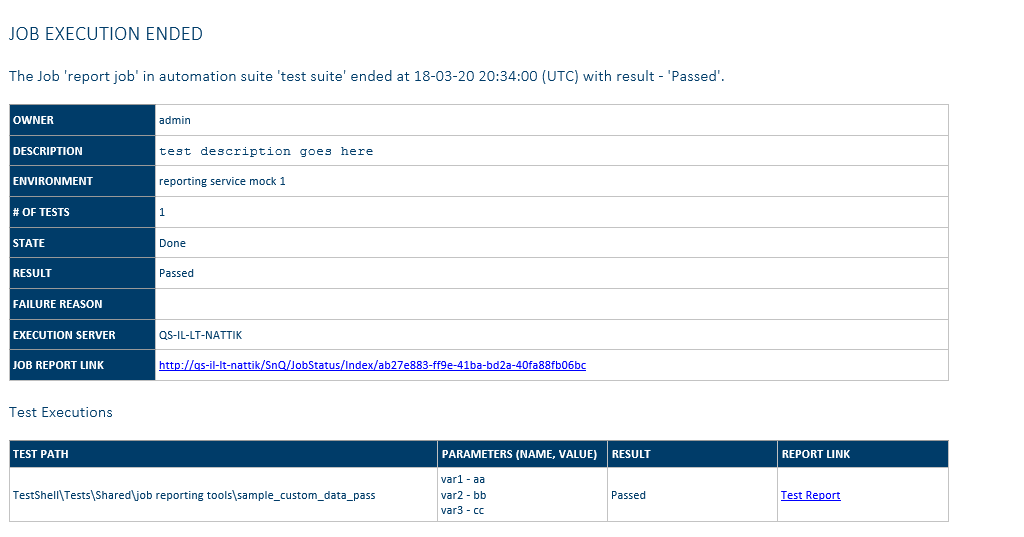 JOB EXECUTION ENDED
The Job 'report job' in automation suite 'test suite' ended at 18-03-20 20:34:00 (UTC) with result - 'Passed'.
OWNER admin
DESCRIPTION test description goes here
ENVIRONMENT reporting service mock 1
# OF TESTS 1
STATE Done
RESULT Passed
FAILURE REASON
EXECUTION SERVER QS-IL-LT-NATTIK
JOB REPORT LINK http://qs-il-lt-nattik/SnQ/JobStatus/Index/ab27e883-ff9e-41ba-bd2a-40fa88fb06bc
Test Executions
TEST PATH PARAMETERS (NAME, VALUE) RESULT REPORT LINK
var1 - aa
TestShell\Tests\Shared\job reporting tools\sample_custom_data_pass var2 - bb Passed Test Report
var3 - cc